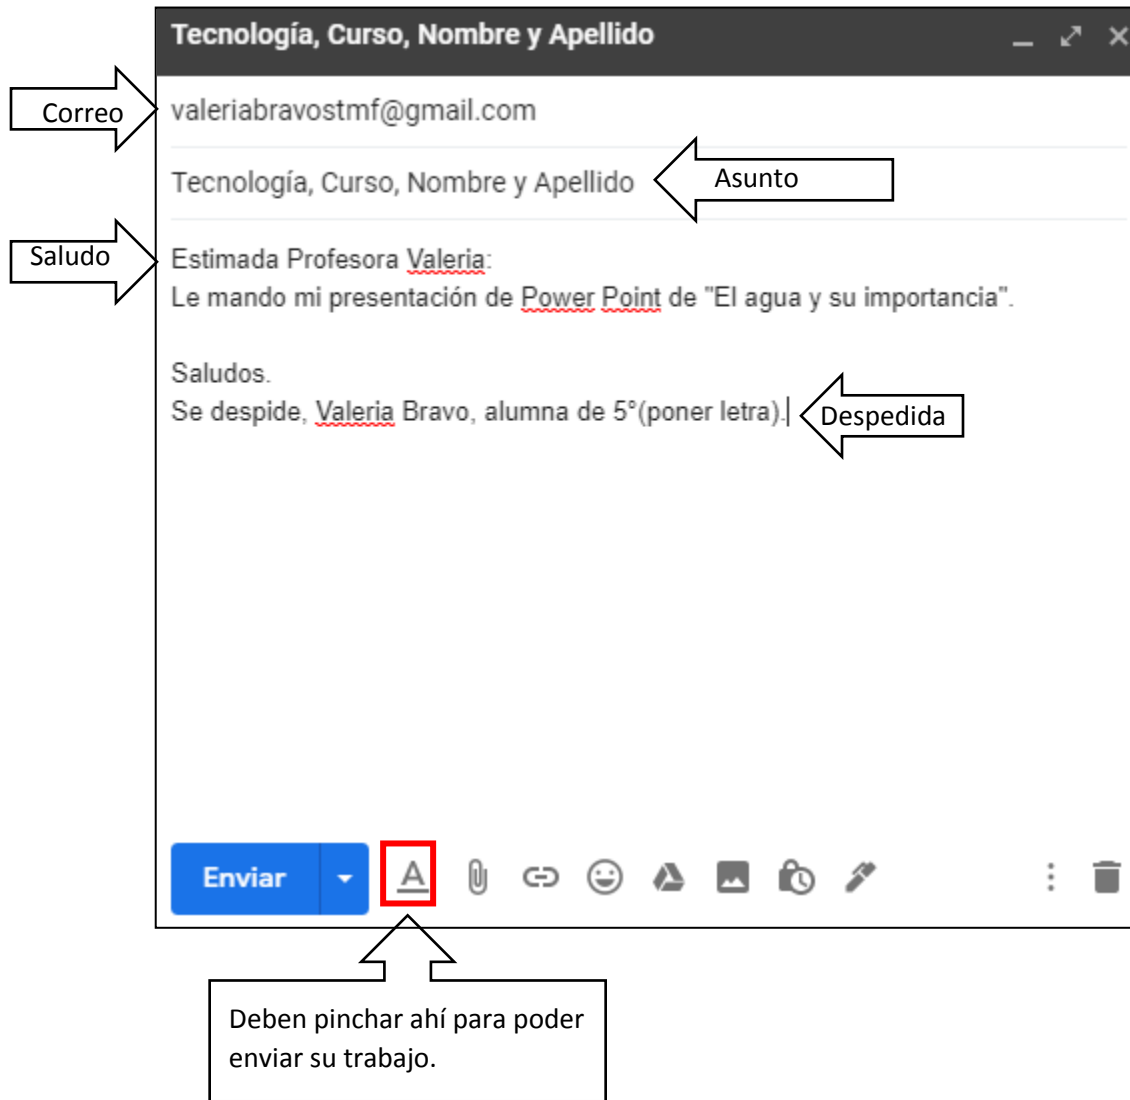 Tecnología, Curso, Nombre y Apellido
Correo
valeriabravostmf@gmail.com
Tecnología, Curso, Nombre y Apellido
Asunto
Saludo
Estimada Profesora Valeria:
Le mando mi presentación de Power Point de "El agua y su importancia".
Saludos.
Se despide, Valeria Bravo, alumna de 5°(poner letra).
Despedida
Enviar
A
Deben pinchar ahí para poder
enviar su trabajo.